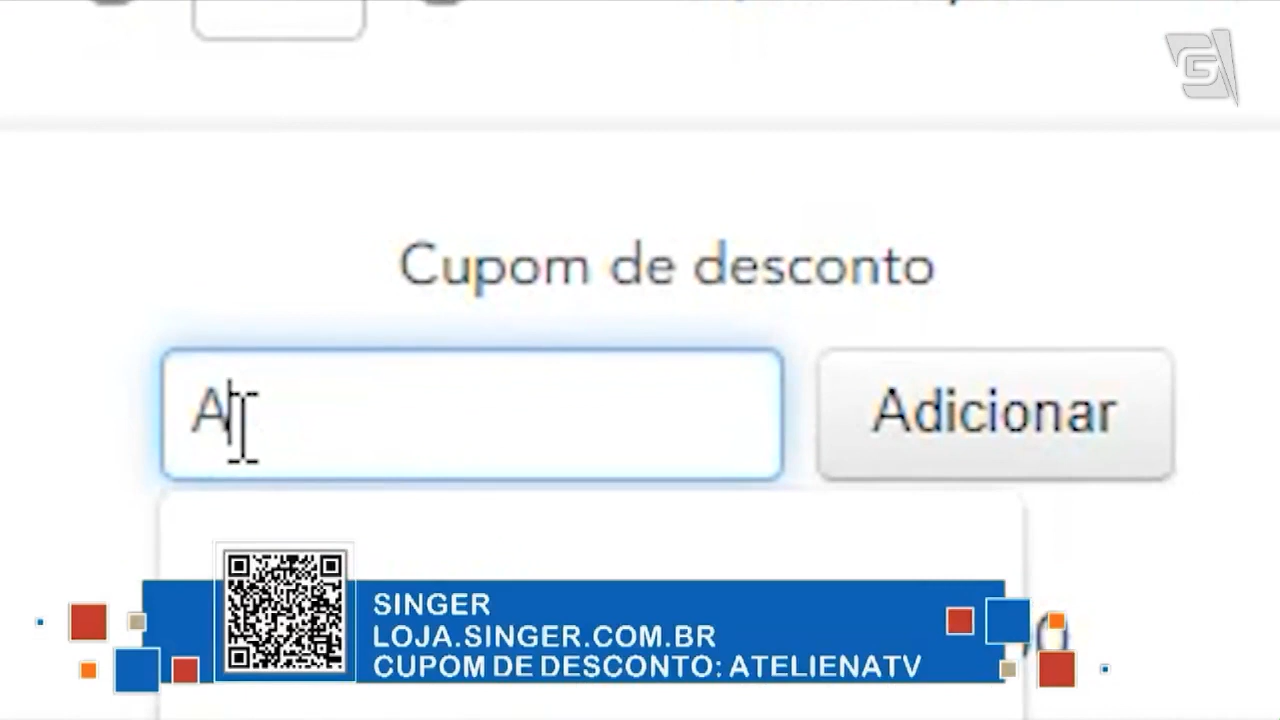 Cupom de desconto
A
Adicionar
SINGER
LOJA.SINGER.COM.BR
CUPOM DE DESCONTO: ATELIENATV